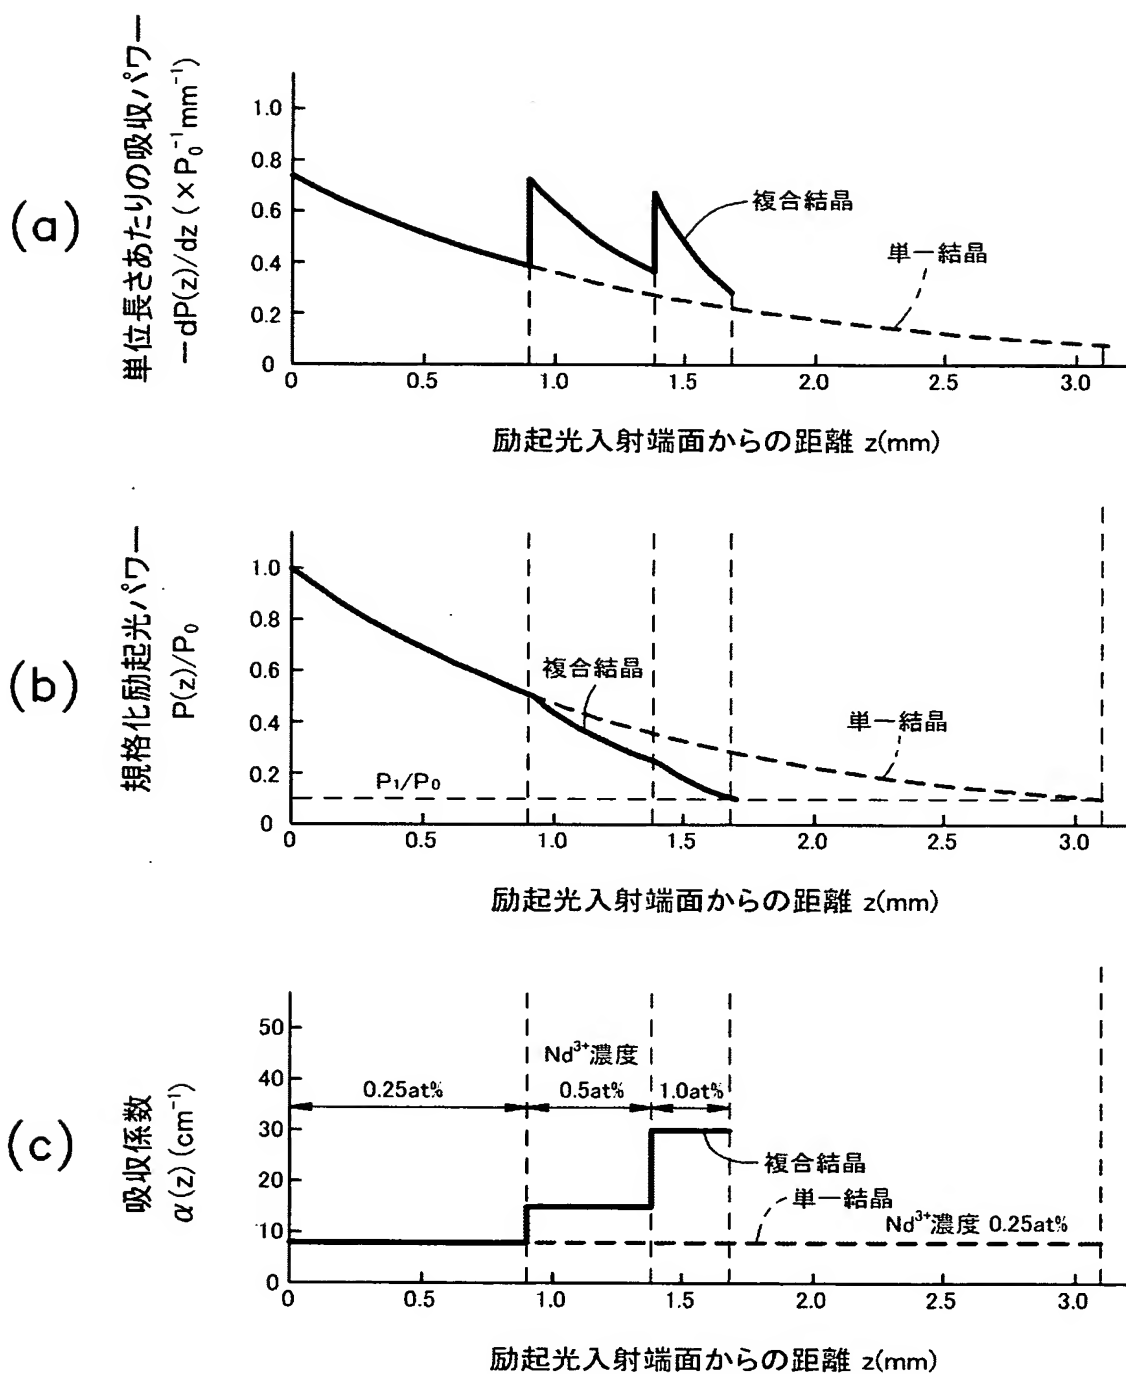 (a)
単位長さあたりの吸収パワー
−dP(z)/dz (×P₀⁻¹mm⁻¹)
1.0
0.8
0.6
0.4
0.2
0
複合結晶
単一結晶
0 0.5 1.0 1.5 2.0 2.5 3.0
励起光入射端面からの距離 z(mm)
(b)
規格化励起光パワー
P(z)/P₀
1.0
0.8
0.6
0.4
0.2
0
複合結晶
単一結晶
P₁/P₀
0 0.5 1.0 1.5 2.0 2.5 3.0
励起光入射端面からの距離 z(mm)
(c)
吸収係数
α(z) (cm⁻¹)
50
40
30
20
10
0
Nd³⁺濃度
0.25at% 0.5at% 1.0at%
複合結晶
単一結晶
Nd³⁺濃度 0.25at%
0 0.5 1.0 1.5 2.0 2.5 3.0
励起光入射端面からの距離 z(mm)